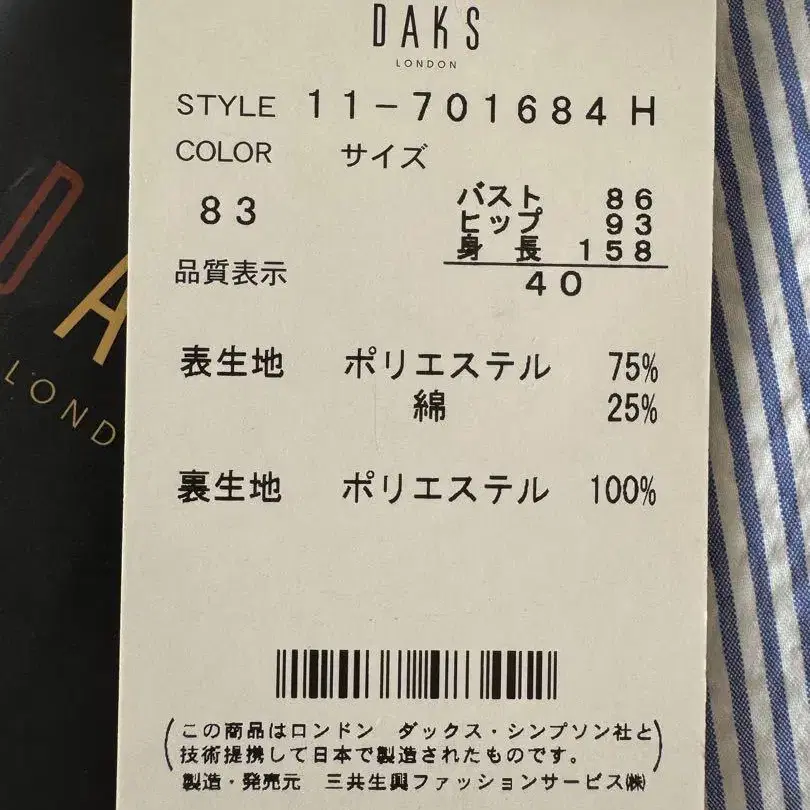 DAKS
LONDON
STYLE 11-701684 H
COLOR サイズ
83
バスト 86
ヒップ 93
身長 158
40
品質表示
表生地 ポリエステル 75%
綿 25%
裏生地 ポリエステル 100%
(この商品はロンドン ダックス・シンプソン社と
技術提携して日本で製造されたものです。)
製造・発売元 三共生興ファッションサービス㈱
DA
LOND